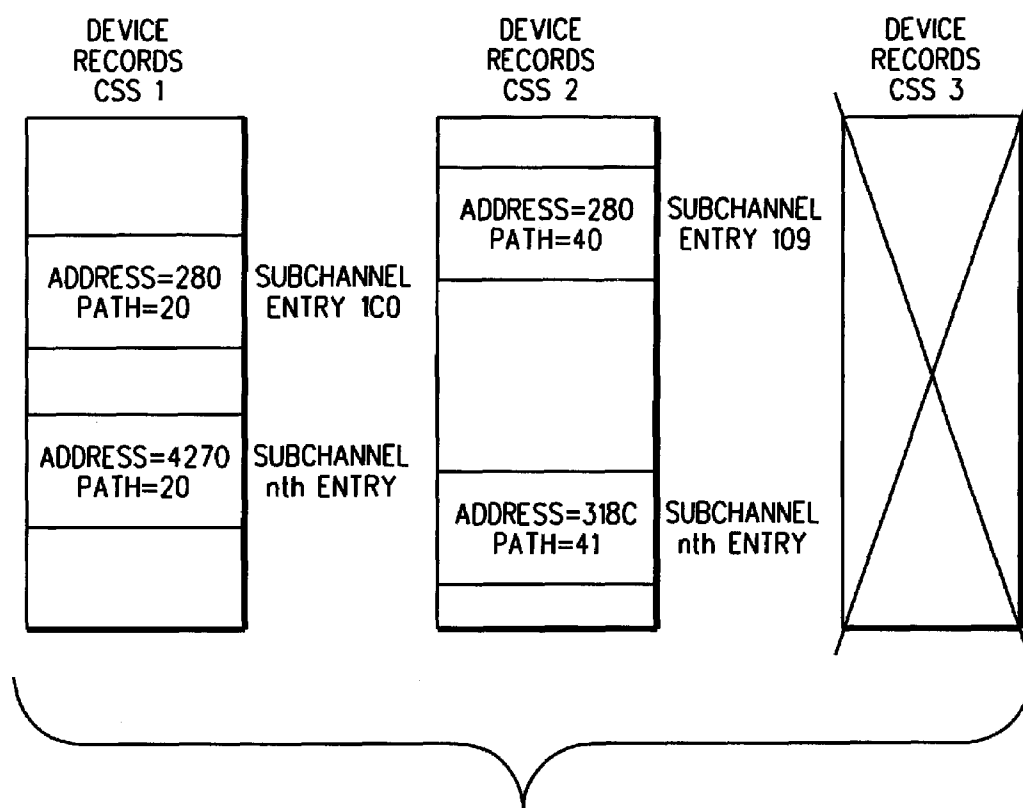 DEVICE
RECORDS
CSS 1
DEVICE
RECORDS
CSS 2
DEVICE
RECORDS
CSS 3
ADDRESS=280
PATH=20
SUBCHANNEL
ENTRY 1C0
ADDRESS=4270
PATH=20
SUBCHANNEL
nth ENTRY
ADDRESS=280
PATH=40
SUBCHANNEL
ENTRY 109
ADDRESS=318C
PATH=41
SUBCHANNEL
nth ENTRY